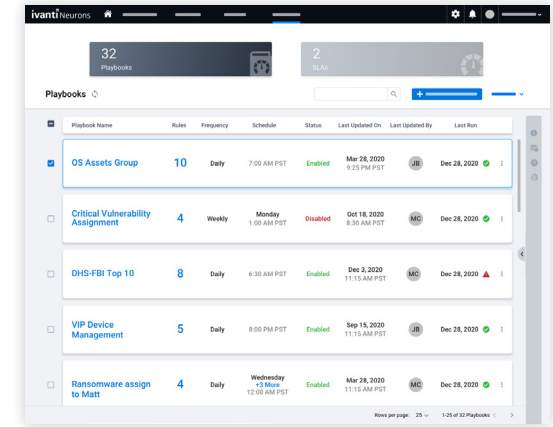 ivanti Neurons
32
Playbooks
2
SLAs
Playbooks
Playbook Name Rules Frequency Schedule Status Last Updated On Last Updated By Last Run
OS Assets Group 10 Daily 7:00 AM PST Enabled Mar 28, 2020 JB Dec 28, 2020
9:25 PM PST
Critical Vulnerability 4 Weekly Monday Disabled Oct 18, 2020 MC Dec 28, 2020
Assignment 1:00 AM PST 8:30 AM PST
DHS-FBI Top 10 8 Daily 6:30 AM PST Enabled Dec 3, 2020 MC Dec 28, 2020
11:15 AM PST
VIP Device 5 Daily 8:00 PM PST Enabled Sep 15, 2020 JB Dec 28, 2020
Management 11:15 AM PST
Ransomware assign 4 Daily Wednesday Enabled Mar 28, 2020 MC Dec 28, 2020
to Matt +3 More 11:15 AM PST
12:00 AM PST
Rows per page: 25 1-25 of 32 Playbooks